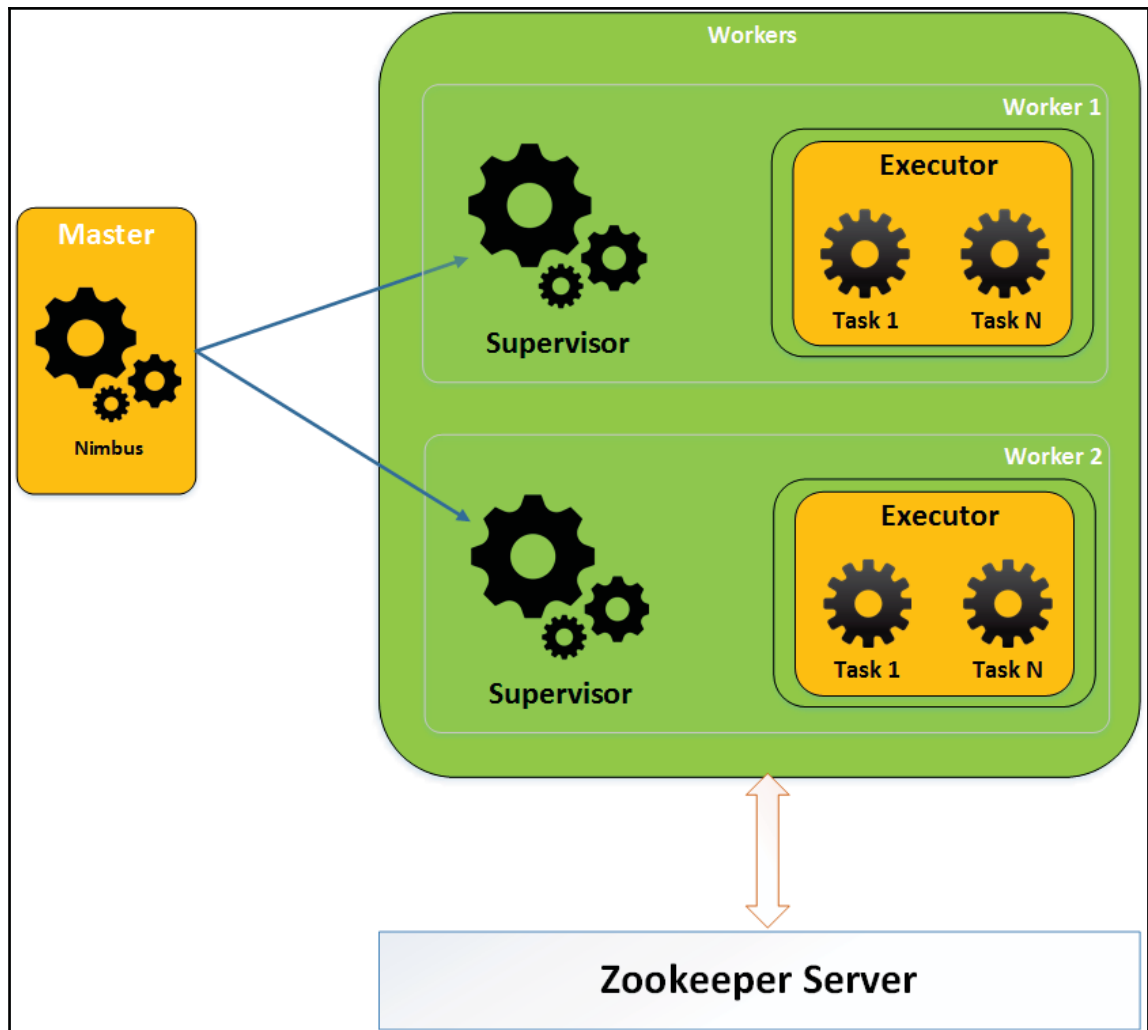 Workers
Worker 1
Executor
Task 1 Task N
Supervisor
Master
Nimbus
Worker 2
Executor
Task 1 Task N
Supervisor
Zookeeper Server